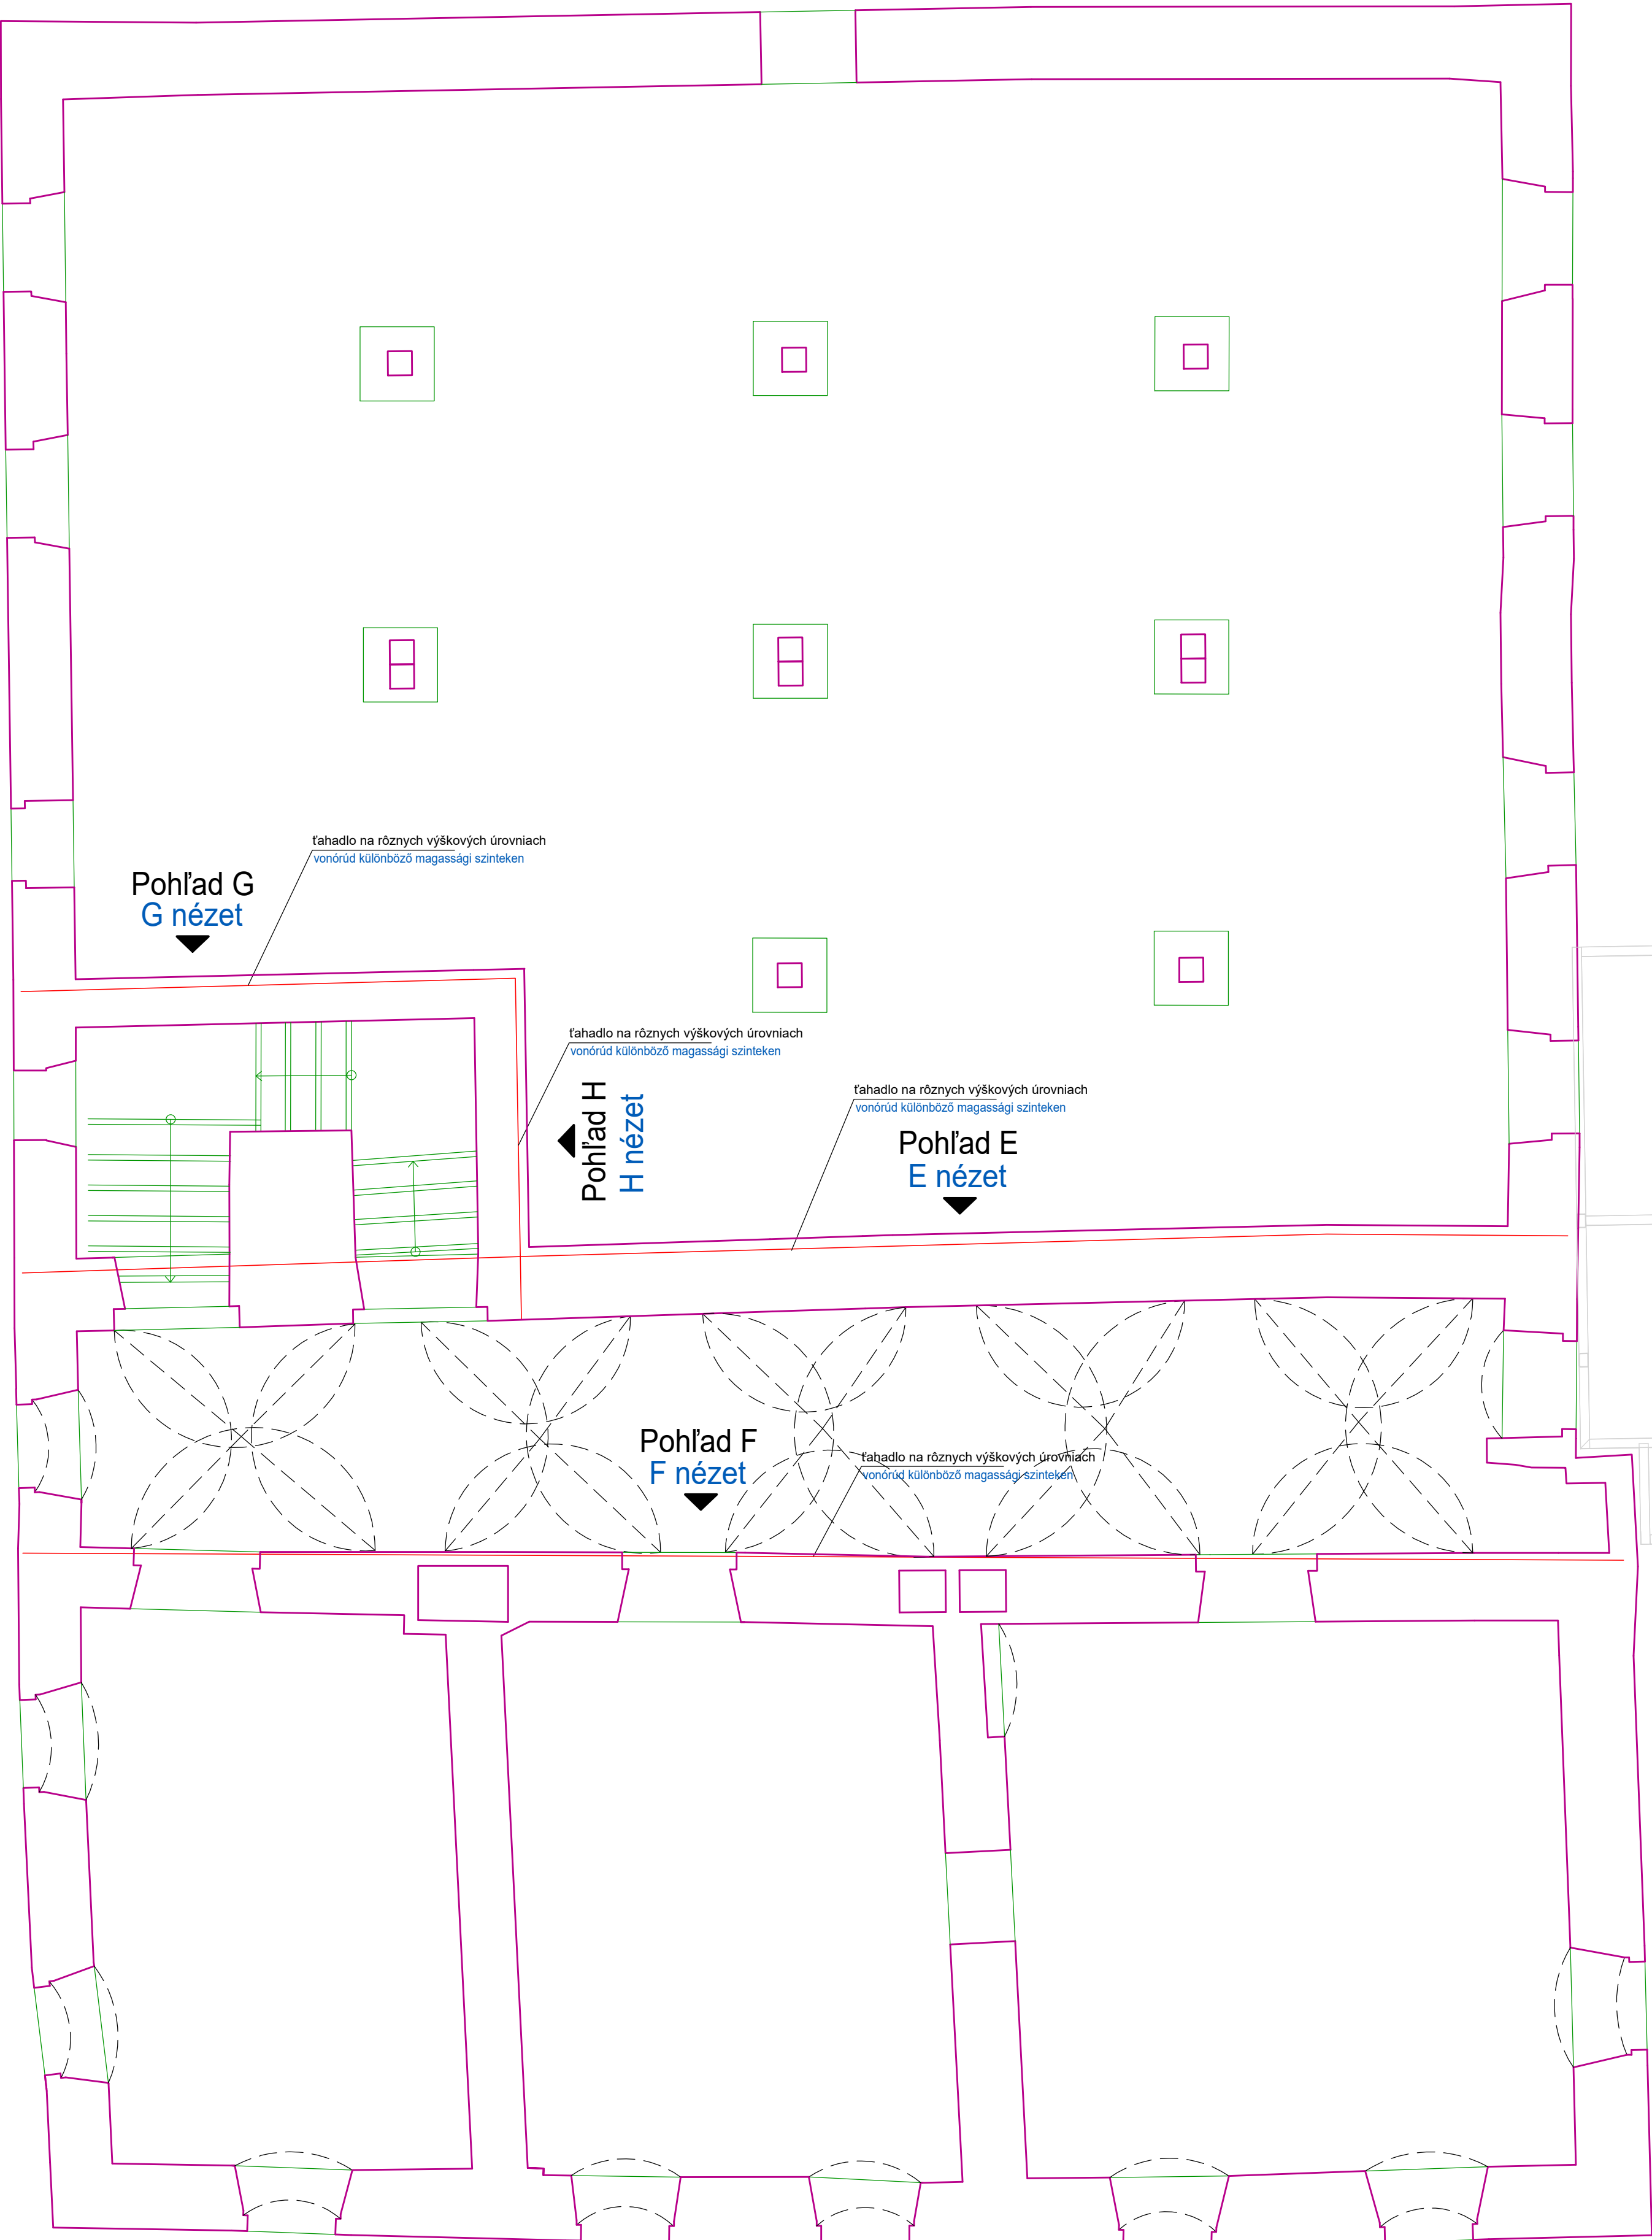 ťahadlo na rôznych výškových úrovniach
vonórúd különböző magassági szinteken
Pohľad G
G nézet
ťahadlo na rôznych výškových úrovniach
vonórúd különböző magassági szinteken
Pohľad H
H nézet
ťahadlo na rôznych výškových úrovniach
vonórúd különböző magassági szinteken
Pohľad E
E nézet
Pohľad F
F nézet
ťahadlo na rôznych výškových úrovniach
vonórúd különböző magassági szinteken